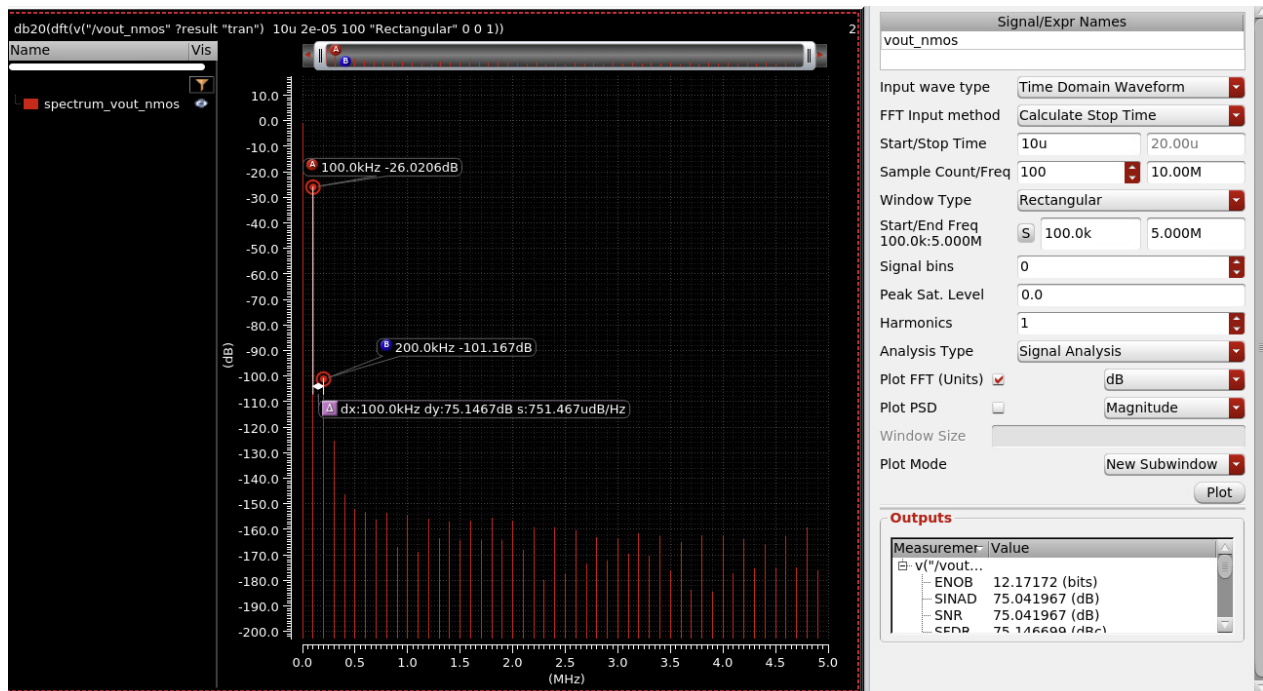 db20(dft(v("/vout_nmos" ?result "tran") 10u 2e-05 100 "Rectangular" 0 0 1))
2
Name Vis
spectrum_vout_nmos
A
B
10.0
0.0
-10.0
-20.0
-30.0
-40.0
-50.0
-60.0
-70.0
-80.0
-90.0
-100.0
-110.0
-120.0
-130.0
-140.0
-150.0
-160.0
-170.0
-180.0
-190.0
-200.0
(dB)
A 100.0kHz -26.0206dB
B 200.0kHz -101.167dB
dx:100.0kHz dy:75.1467dB s:751.467udB/Hz
0.0 0.5 1.0 1.5 2.0 2.5 3.0 3.5 4.0 4.5 5.0
(MHz)
Signal/Expr Names
vout_nmos
Input wave type Time Domain Waveform
FFT Input method Calculate Stop Time
Start/Stop Time 10u 20.00u
Sample Count/Freq 100 10.00M
Window Type Rectangular
Start/End Freq
100.0k:5.000M S 100.0k 5.000M
Signal bins 0
Peak Sat. Level 0.0
Harmonics 1
Analysis Type Signal Analysis
Plot FFT (Units) dB
Plot PSD Magnitude
Window Size
Plot Mode New Subwindow
Plot
Outputs
Measuremer Value
v("/vout...
ENOB 12.17172 (bits)
SINAD 75.041967 (dB)
SNR 75.041967 (dB)
SFDR 75.146699 (dBc)